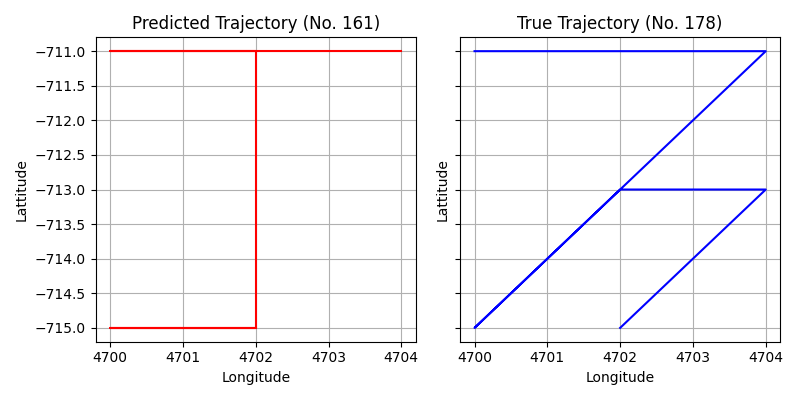 Predicted Trajectory (No. 161)
True Trajectory (No. 178)
−711.0
−711.5
−712.0
−712.5
−713.0
−713.5
−714.0
−714.5
−715.0
Lattitude
Lattitude
4700 4701 4702 4703 4704
4700 4701 4702 4703 4704
Longitude
Longitude